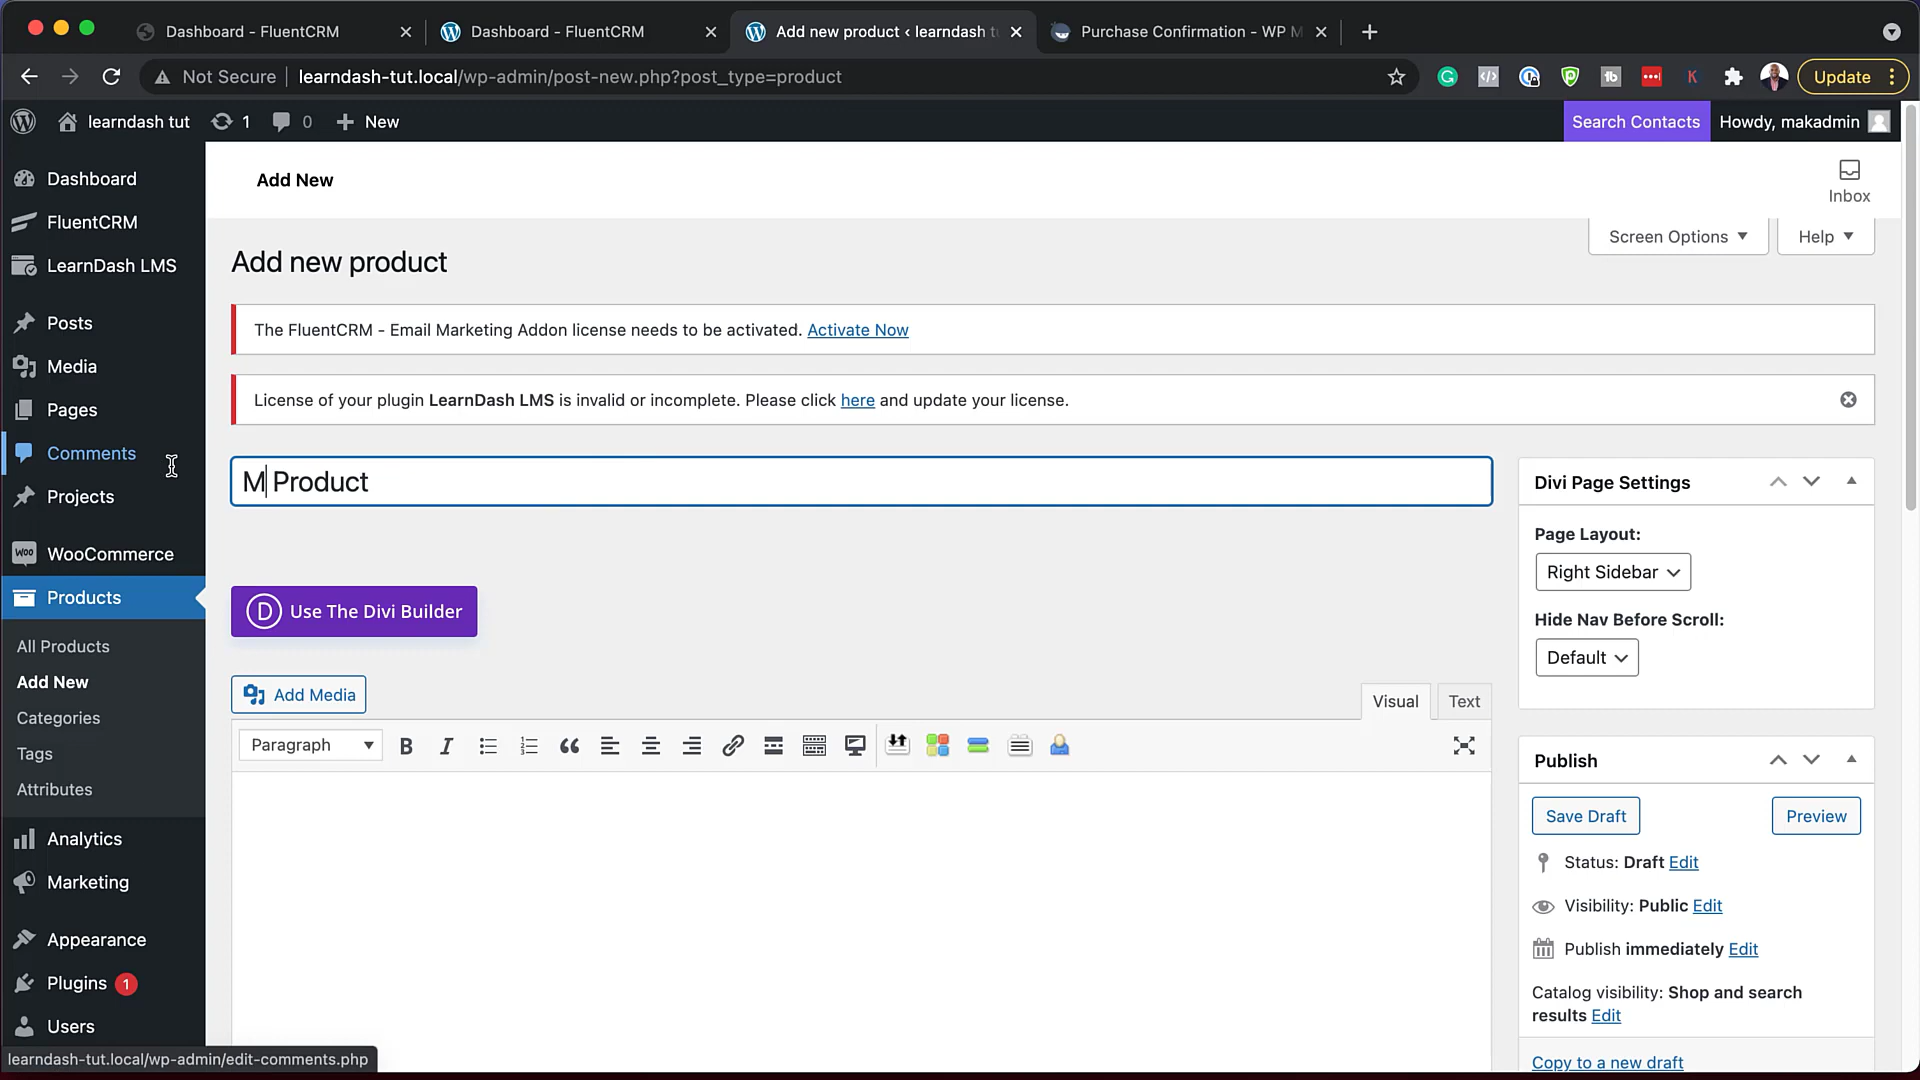 Dashboard - FluentCRM
Dashboard - FluentCRM
Add new product ‹ learndash t
Purchase Confirmation - WP M
Not Secure
learndash-tut.local/wp-admin/post-new.php?post_type=product
Update
learndash tut
1
0
New
Search Contacts
Howdy, makadmin
Dashboard
FluentCRM
LearnDash LMS
Posts
Media
Pages
Comments
Projects
WooCommerce
Products
All Products
Add New
Categories
Tags
Attributes
Analytics
Marketing
Appearance
Plugins 1
Users
learndash-tut.local/wp-admin/edit-comments.php
Add New
Inbox
Screen Options
Help
Add new product
The FluentCRM - Email Marketing Addon license needs to be activated. Activate Now
License of your plugin LearnDash LMS is invalid or incomplete. Please click here and update your license.
M Product
D Use The Divi Builder
Add Media
Visual
Text
Paragraph
B
I
Divi Page Settings
Page Layout:
Right Sidebar
Hide Nav Before Scroll:
Default
Publish
Save Draft
Preview
Status: Draft Edit
Visibility: Public Edit
Publish immediately Edit
Catalog visibility: Shop and search
results Edit
Copy to a new draft